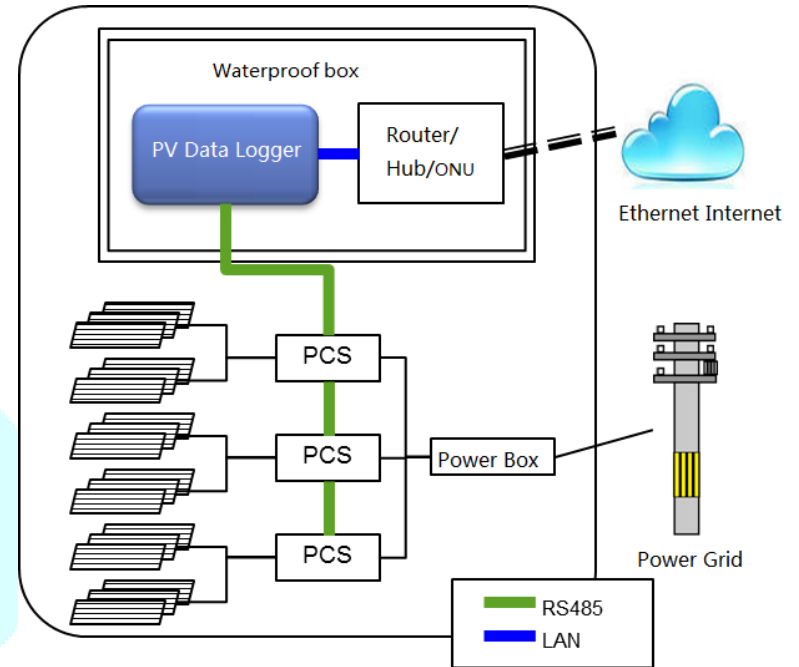 Waterproof box
PV Data Logger
Router/
Hub/ONU
Ethernet Internet
PCS
PCS
Power Box
PCS
Power Grid
RS485
LAN